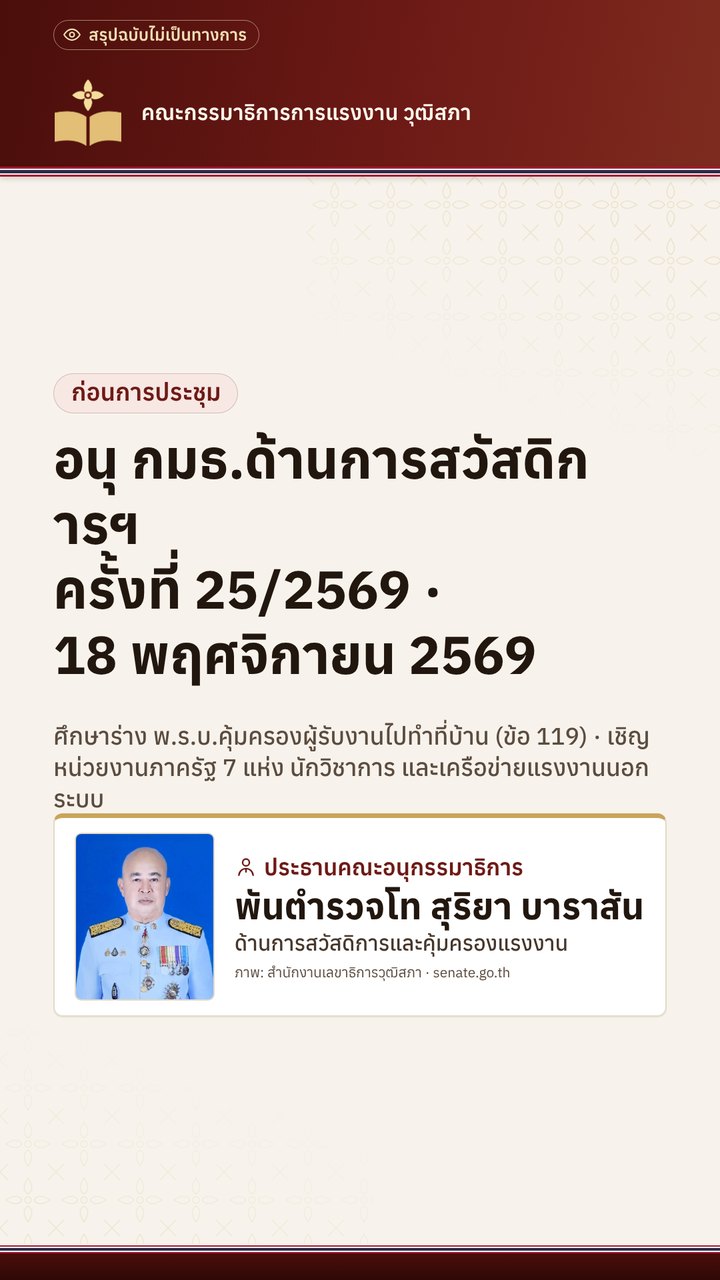 สรุปฉบับไม่เป็นทางการ
คณะกรรมาธิการการแรงงาน วุฒิสภา
ก่อนการประชุม
อนุ กมธ.ด้านการสวัสดิก
ารฯ
ครั้งที่ 25/2569 ·
18 พฤศจิกายน 2569
ศึกษาร่าง พ.ร.บ.คุ้มครองผู้รับงานไปทำที่บ้าน (ข้อ 119) · เชิญ
หน่วยงานภาครัฐ 7 แห่ง นักวิชาการ และเครือข่ายแรงงานนอก
ระบบ
ประธานคณะอนุกรรมาธิการ
พันตำรวจโท สุริยา บาราสัน
ด้านการสวัสดิการและคุ้มครองแรงงาน
ภาพ: สำนักงานเลขาธิการวุฒิสภา · senate.go.th